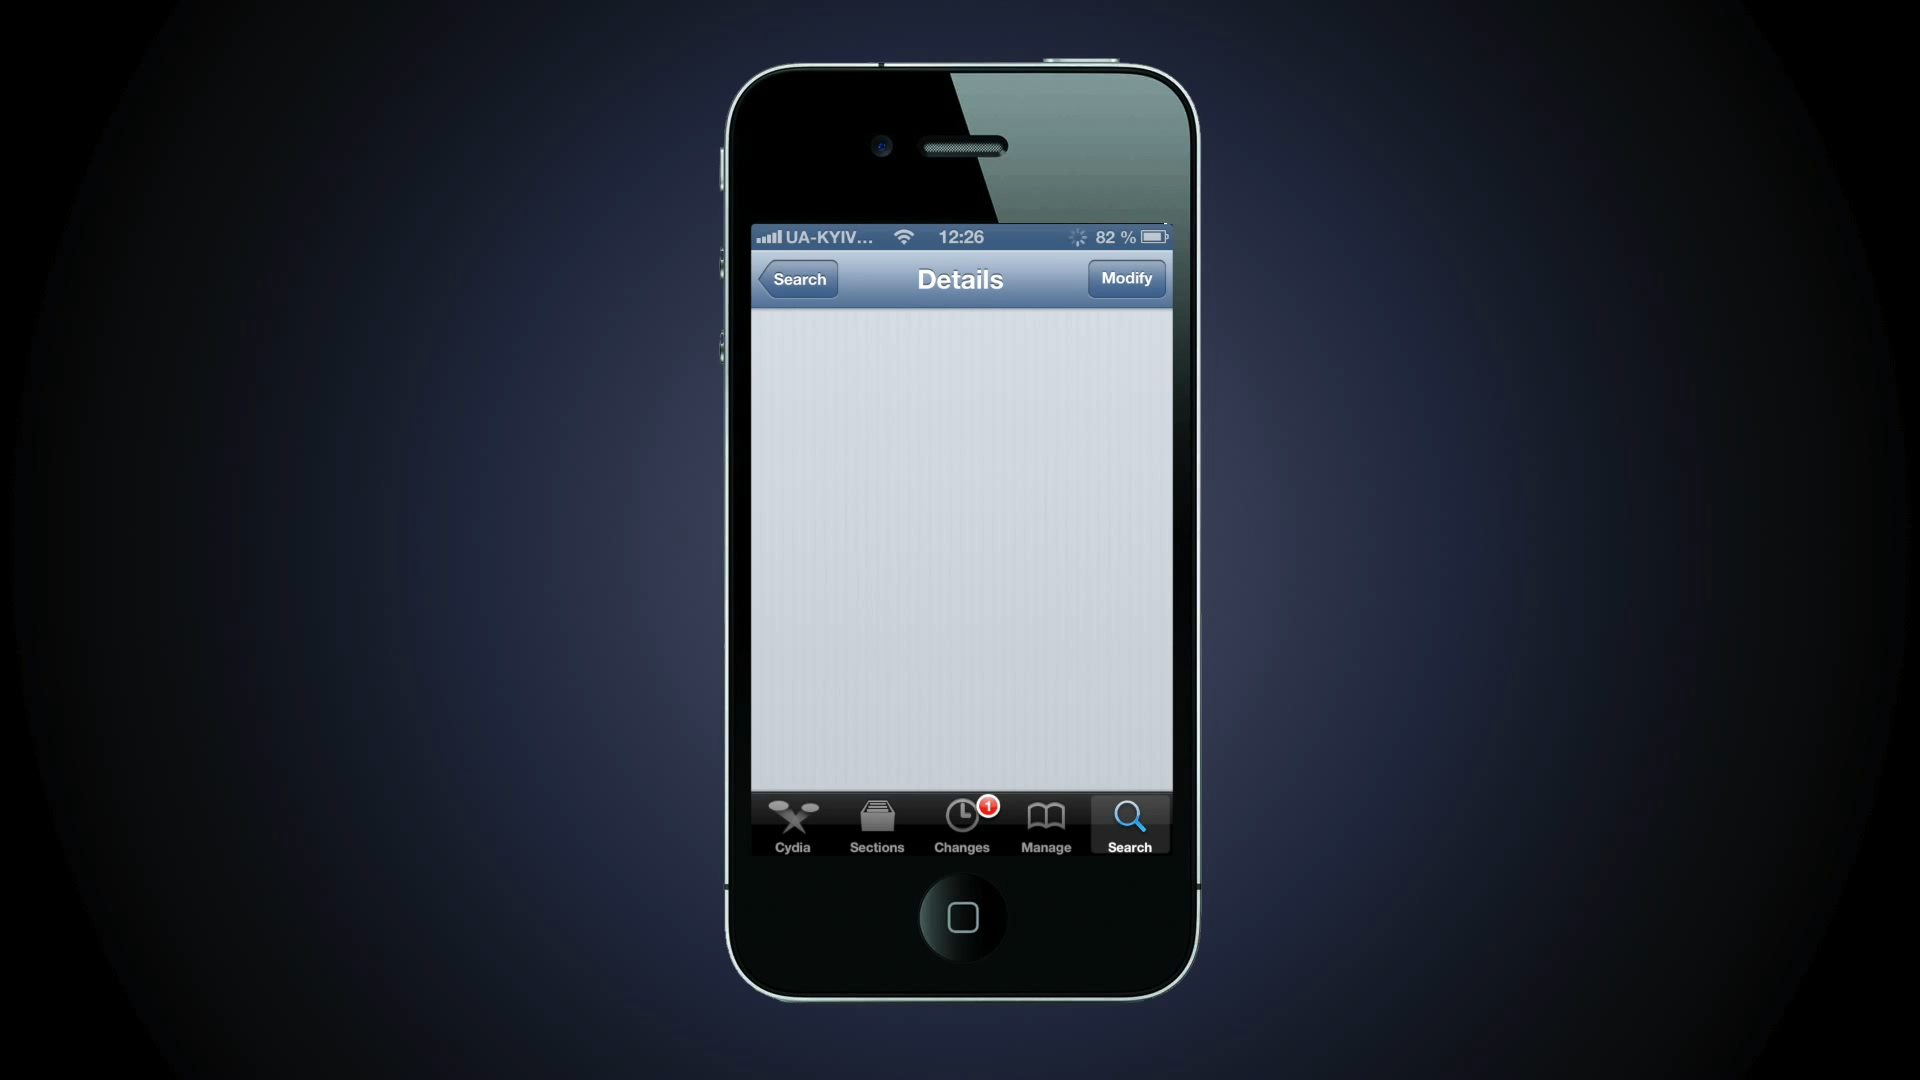 UA-KYIV... 12:26 82 %
Search Details Modify
1
Cydia Sections Changes Manage Search